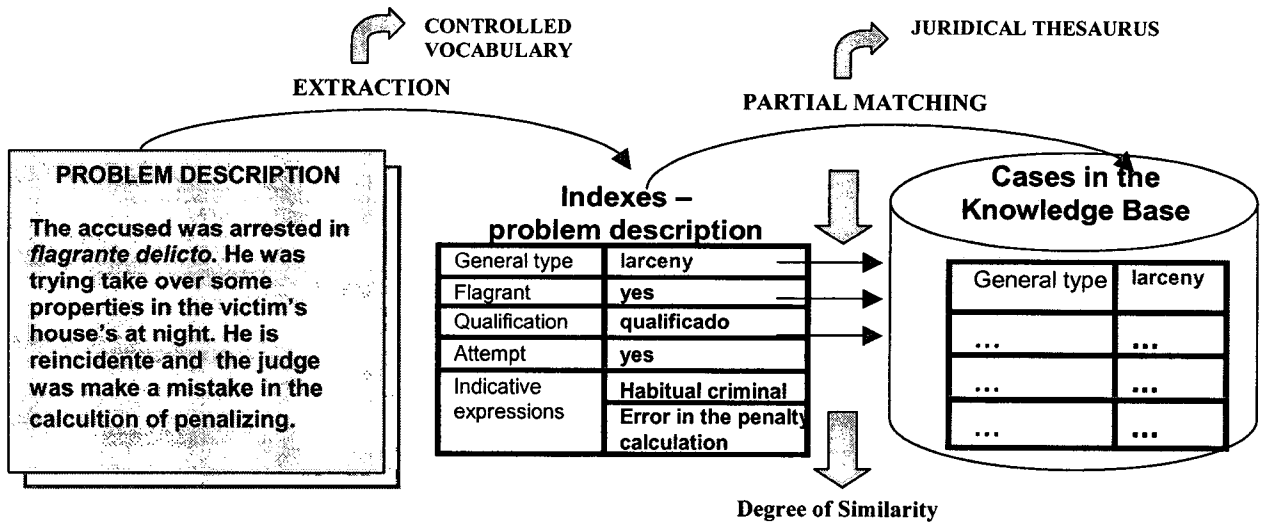 CONTROLLED
VOCABULARY
EXTRACTION
JURIDICAL THESAURUS
PARTIAL MATCHING
PROBLEM DESCRIPTION
The accused was arrested in
flagrante delicto. He was
trying take over some
properties in the victim's
house's at night. He is
reincidente and the judge
was make a mistake in the
calcultion of penalizing.
Indexes –
problem description
General type larceny
Flagrant yes
Qualification qualificado
Attempt yes
Indicative
expressions
Habitual criminal
Error in the penalty
calculation
Cases in the
Knowledge Base
General type larceny
... ...
... ...
... ...
Degree of Similarity